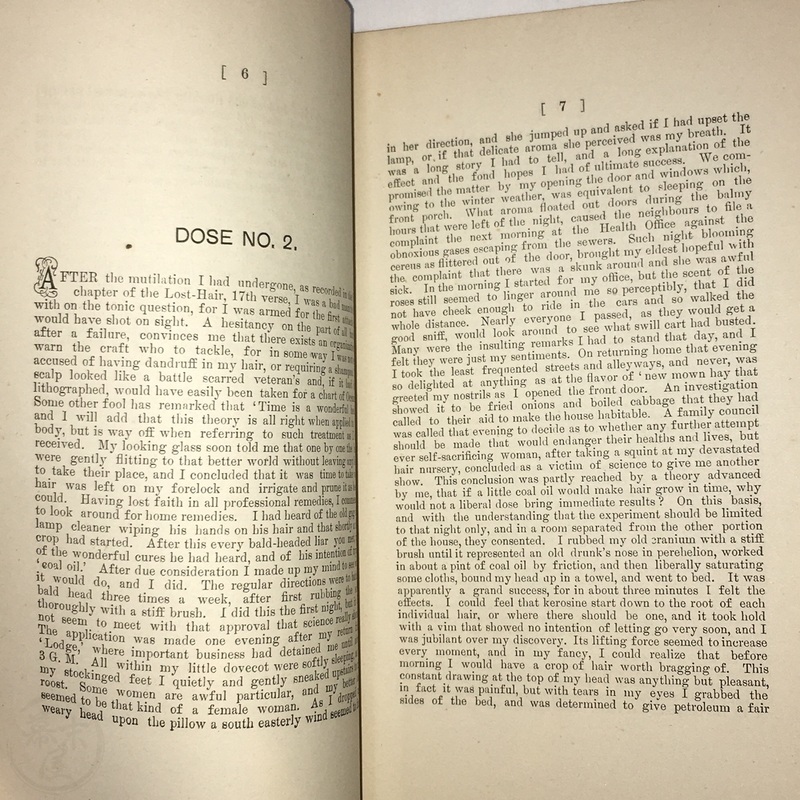 [ 6 ]
DOSE NO. 2.
AFTER the mutilation I had undergone, as recorded in
chapter of the Lost-Hair, 17th verse, I was a bad
with on the tonic question, for I was armed for the first
would have shot on sight. A hesitancy on the part of
after a failure, convinces me that there exists an
warn the craft who to tackle, for in some way I was
accused of having dandruff in my hair, or requiring a
scalp looked like a battle scarred veteran's and, if it
lithographed, would have easily been taken for a chart of
Some other fool has remarked that 'Time is a wonderful
and I will add that this theory is all right when applied
body, but is way off when referring to such treatment as
received. My looking glass soon told me that one by one
were gently flitting to that better world without leaving
to take their place, and I concluded that it was time to
hair was left on my forelock and irrigate and prune it
could. Having lost faith in all professional remedies, I
to look around for home remedies. I had heard of the old
lamp cleaner wiping his hands on his hair and that shortly
crop had started. After this every bald-headed liar you
of the wonderful cures he had heard, and of his intention
'coal oil.' After due consideration I made up my mind to
it would do, and I did. The regular directions were to
bald head three times a week, after first rubbing
thoroughly with a stiff brush. I did this the first night,
not seem to meet with that approval that science really
The application was made one evening after my return
'Lodge,' where important business had detained me until
3 G. M. All within my little dovecot were softly sleeping,
my stockinged feet I quietly and gently sneaked upstairs
roost. Some women are awful particular, and my better
seemed to be that kind of a female woman. As I dropped
weary head upon the pillow a south easterly wind seemed
[ 7 ]
in her direction, and she jumped up and asked if I had upset the
lamp, or if that delicate aroma she perceived was my breath. It
was a long story I had to tell, and a long explanation of the
effect and the fond hopes I had of ultimate success. We com-
promised the matter by my opening the door and windows which,
owing to the winter weather, was equivalent to sleeping on the
front porch. What aroma floated out doors during the balmy
hours that were left of the night, caused the neighbours to file a
complaint the next morning at the Health Office against the
obnoxious gases escaping from the sewers. Such night blooming
cereus as flittered out of the door, brought my eldest hopeful with
the complaint that there was a skunk around and she was awful
sick. In the morning I started for my office, but the scent of the
roses still seemed to linger around me so perceptibly, that I did
not have cheek enough to ride in the cars and so walked the
whole distance. Nearly everyone I passed, as they would get a
good sniff, would look around to see what swill cart had busted.
Many were the insulting remarks I had to stand that day, and I
felt they were just my sentiments. On returning home that evening
I took the least frequented streets and alleyways, and never, was
so delighted at anything as at the flavor of 'new mown hay that
greeted my nostrils as I opened the front door. An investigation
showed it to be fried onions and boiled cabbage that they had
called to their aid to make the house habitable. A family council
was called that evening to decide as to whether any further attempt
should be made that would endanger their healths and lives, but
ever self-sacrificing woman, after taking a squint at my devastated
hair nursery, concluded as a victim of science to give me another
show. This conclusion was partly reached by a theory advanced
by me, that if a little coal oil would make hair grow in time, why
would not a liberal dose bring immediate results? On this basis,
and with the understanding that the experiment should be limited
to that night only, and in a room separated from the other portion
of the house, they consented. I rubbed my old cranium with a stiff
brush until it represented an old drunk's nose in perehelion, worked
in about a pint of coal oil by friction, and then liberally saturating
some cloths, bound my head up in a towel, and went to bed. It was
apparently a grand success, for in about three minutes I felt the
effects. I could feel that kerosine start down to the root of each
individual hair, or where there should be one, and it took hold
with a vim that showed no intention of letting go very soon, and I
was jubilant over my discovery. Its lifting force seemed to increase
every moment, and in my fancy, I could realize that before
morning I would have a crop of hair worth bragging of. This
constant drawing at the top of my head was anything but pleasant,
in fact it was painful, but with tears in my eyes I grabbed the
sides of the bed, and was determined to give petroleum a fair